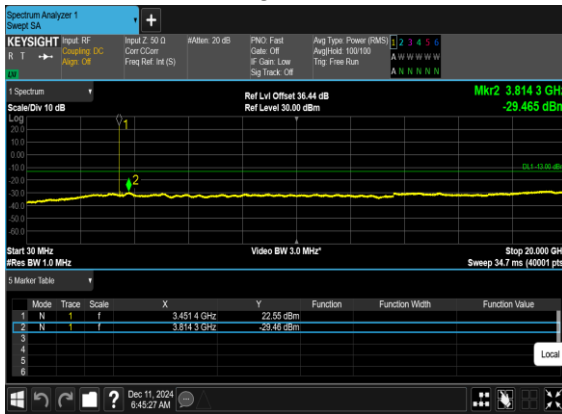 Spectrum Analyzer 1
Swept SA
KEYSIGHT Input: RF Input Z: 50 Ω #Atten: 20 dB PNO: Fast Avg Type: Power (RMS) 1 2 3 4 5 6
R T Coupling: DC Corr CCorr Gate: Off Avg|Hold: 100/100 A W W W W W
Align: Off Freq Ref: Int (S) IF Gain: Low Trig: Free Run
Sig Track: Off A N N N N N
1 Spectrum Ref Lvl Offset 36.44 dB Mkr2 3.814 3 GHz
Scale/Div 10 dB Ref Level 30.00 dBm -29.465 dBm
Log
20.0
10.0
0.00
-10.0
-20.0
-30.0
-40.0
-50.0
-60.0
1
2
DL1 -13.00 dB
Start 30 MHz Video BW 3.0 MHz* Stop 20.000 GH
#Res BW 1.0 MHz Sweep 34.7 ms (40001 pts
5 Marker Table
Mode Trace Scale X Y Function Function Width Function Value
1 N 1 f 3.451 4 GHz 22.55 dBm
2 N 1 f 3.814 3 GHz -29.46 dBm
3
4
5
6
Local
? Dec 11, 2024
6:45:27 AM